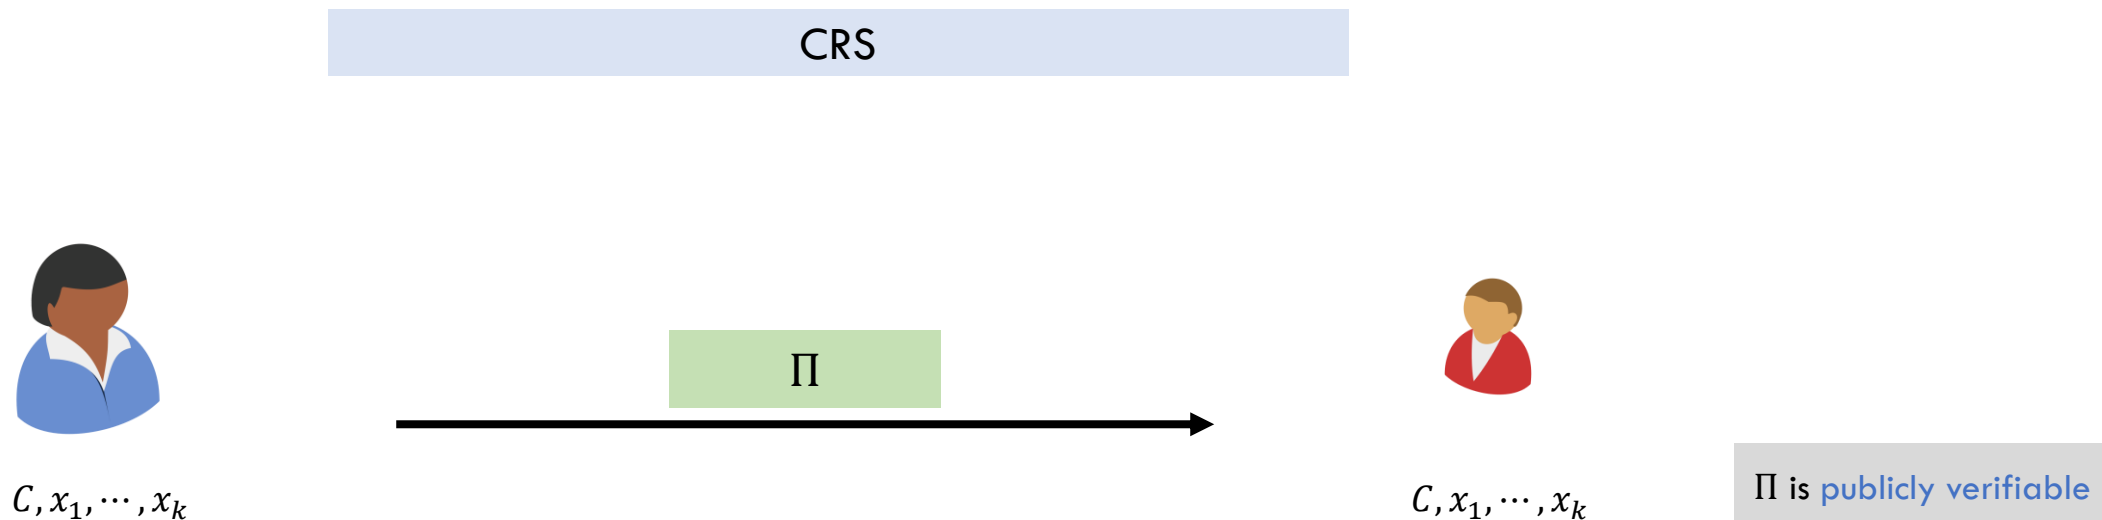 CRS
Π
C, x₁, ⋯, xₖ
C, x₁, ⋯, xₖ
Π is publicly verifiable